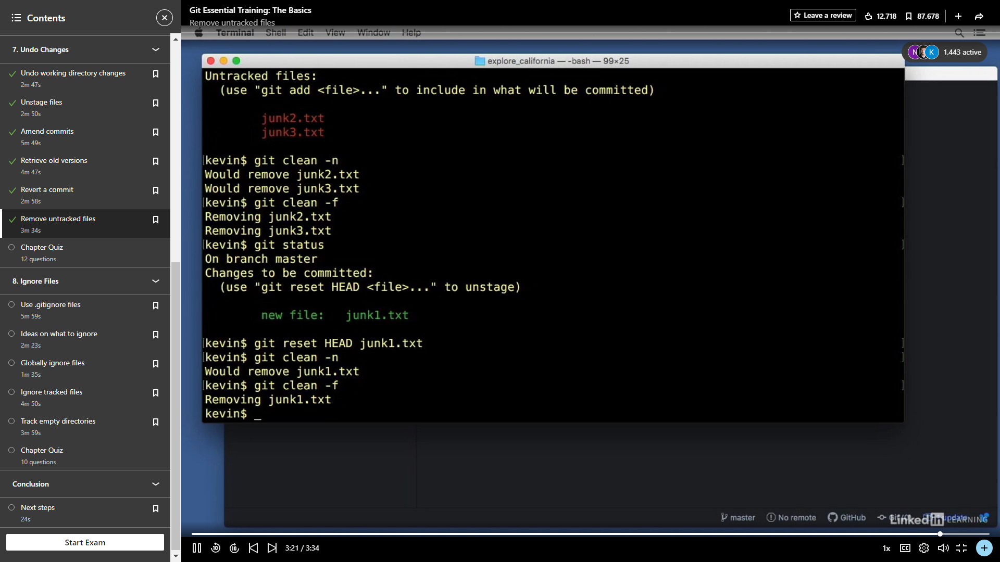 Contents
7. Undo Changes
Undo working directory changes
2m 47s
Unstage files
2m 50s
Amend commits
5m 49s
Retrieve old versions
4m 47s
Revert a commit
2m 58s
Remove untracked files
3m 34s
Chapter Quiz
12 questions
8. Ignore Files
Use .gitignore files
5m 59s
Ideas on what to ignore
2m 23s
Globally ignore files
1m 35s
Ignore tracked files
4m 50s
Track empty directories
3m 59s
Chapter Quiz
10 questions
Conclusion
Next steps
24s
Start Exam
Git Essential Training: The Basics
Remove untracked files
Leave a review
12,718
87,678
Terminal Shell Edit View Window Help
N K 1,443 active
explore_california — -bash — 99×25
Untracked files:
(use "git add <file>..." to include in what will be committed)
junk2.txt
junk3.txt
kevin$ git clean -n
Would remove junk2.txt
Would remove junk3.txt
kevin$ git clean -f
Removing junk2.txt
Removing junk3.txt
kevin$ git status
On branch master
Changes to be committed:
(use "git reset HEAD <file>..." to unstage)
new file: junk1.txt
kevin$ git reset HEAD junk1.txt
kevin$ git clean -n
Would remove junk1.txt
kevin$ git clean -f
Removing junk1.txt
kevin$ _
master No remote GitHub
LinkedIn LEARNING
10 10 3:21 / 3:34
1x CC